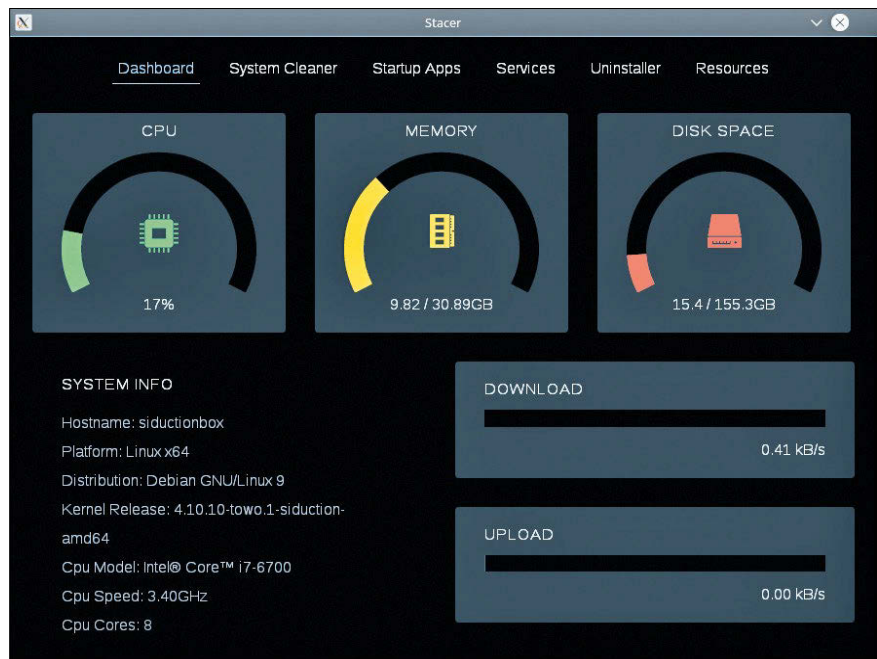 Stacer
Dashboard System Cleaner Startup Apps Services Uninstaller Resources
CPU
17%
MEMORY
9.82 / 30.89GB
DISK SPACE
15.4 / 155.3GB
SYSTEM INFO
Hostname: siductionbox
Platform: Linux x64
Distribution: Debian GNU/Linux 9
Kernel Release: 4.10.10-towo.1-siduction-
amd64
Cpu Model: Intel® Core™ i7-6700
Cpu Speed: 3.40GHz
Cpu Cores: 8
DOWNLOAD
0.41 kB/s
UPLOAD
0.00 kB/s